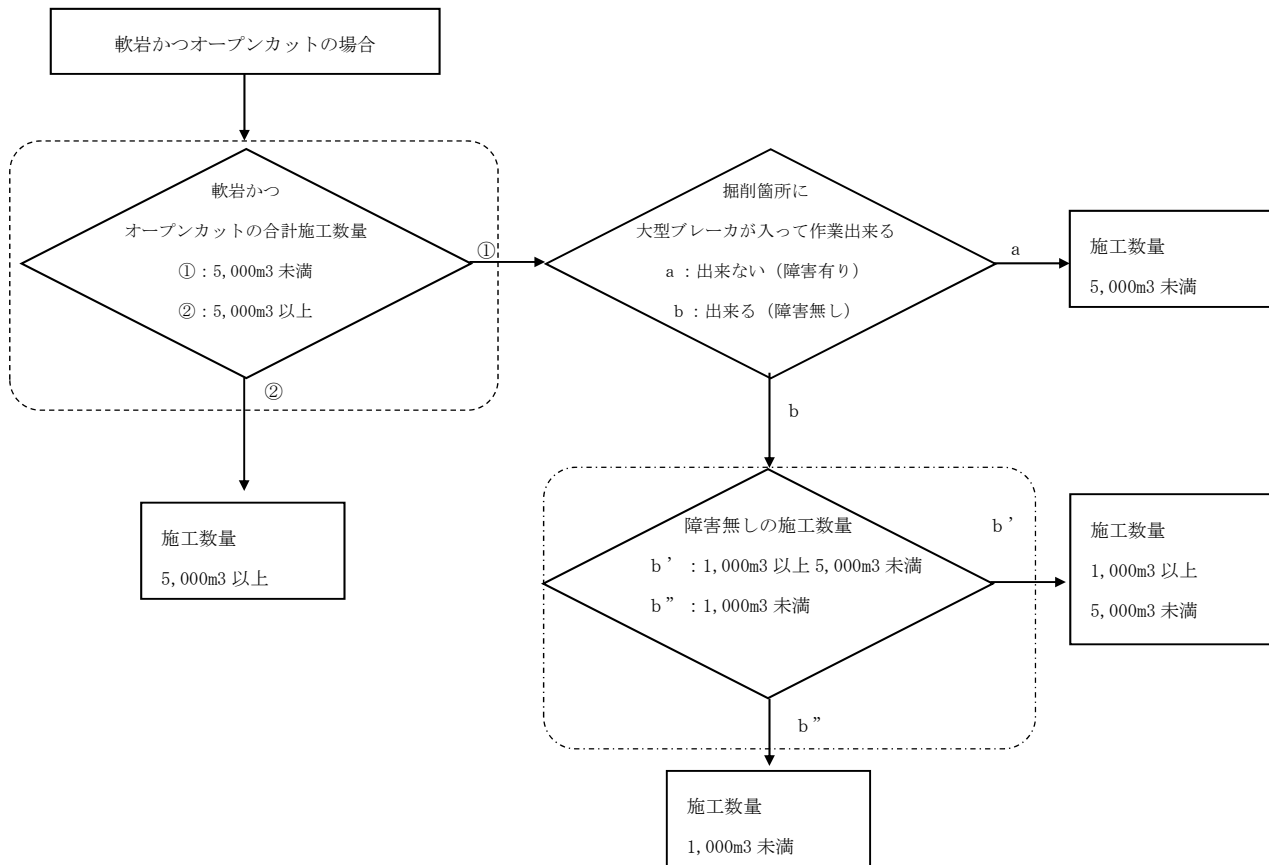 軟岩かつオープンカットの場合
軟岩かつ
オープンカットの合計施工数量
①：5,000m3 未満
②：5,000m3 以上
①
②
掘削箇所に
大型ブレーカが入って作業出来る
a：出来ない（障害有り）
b：出来る（障害無し）
a
施工数量
5,000m3 未満
b
施工数量
5,000m3 以上
障害無しの施工数量
b’：1,000m3 以上 5,000m3 未満
b”：1,000m3 未満
b’
施工数量
1,000m3 以上
5,000m3 未満
b”
施工数量
1,000m3 未満